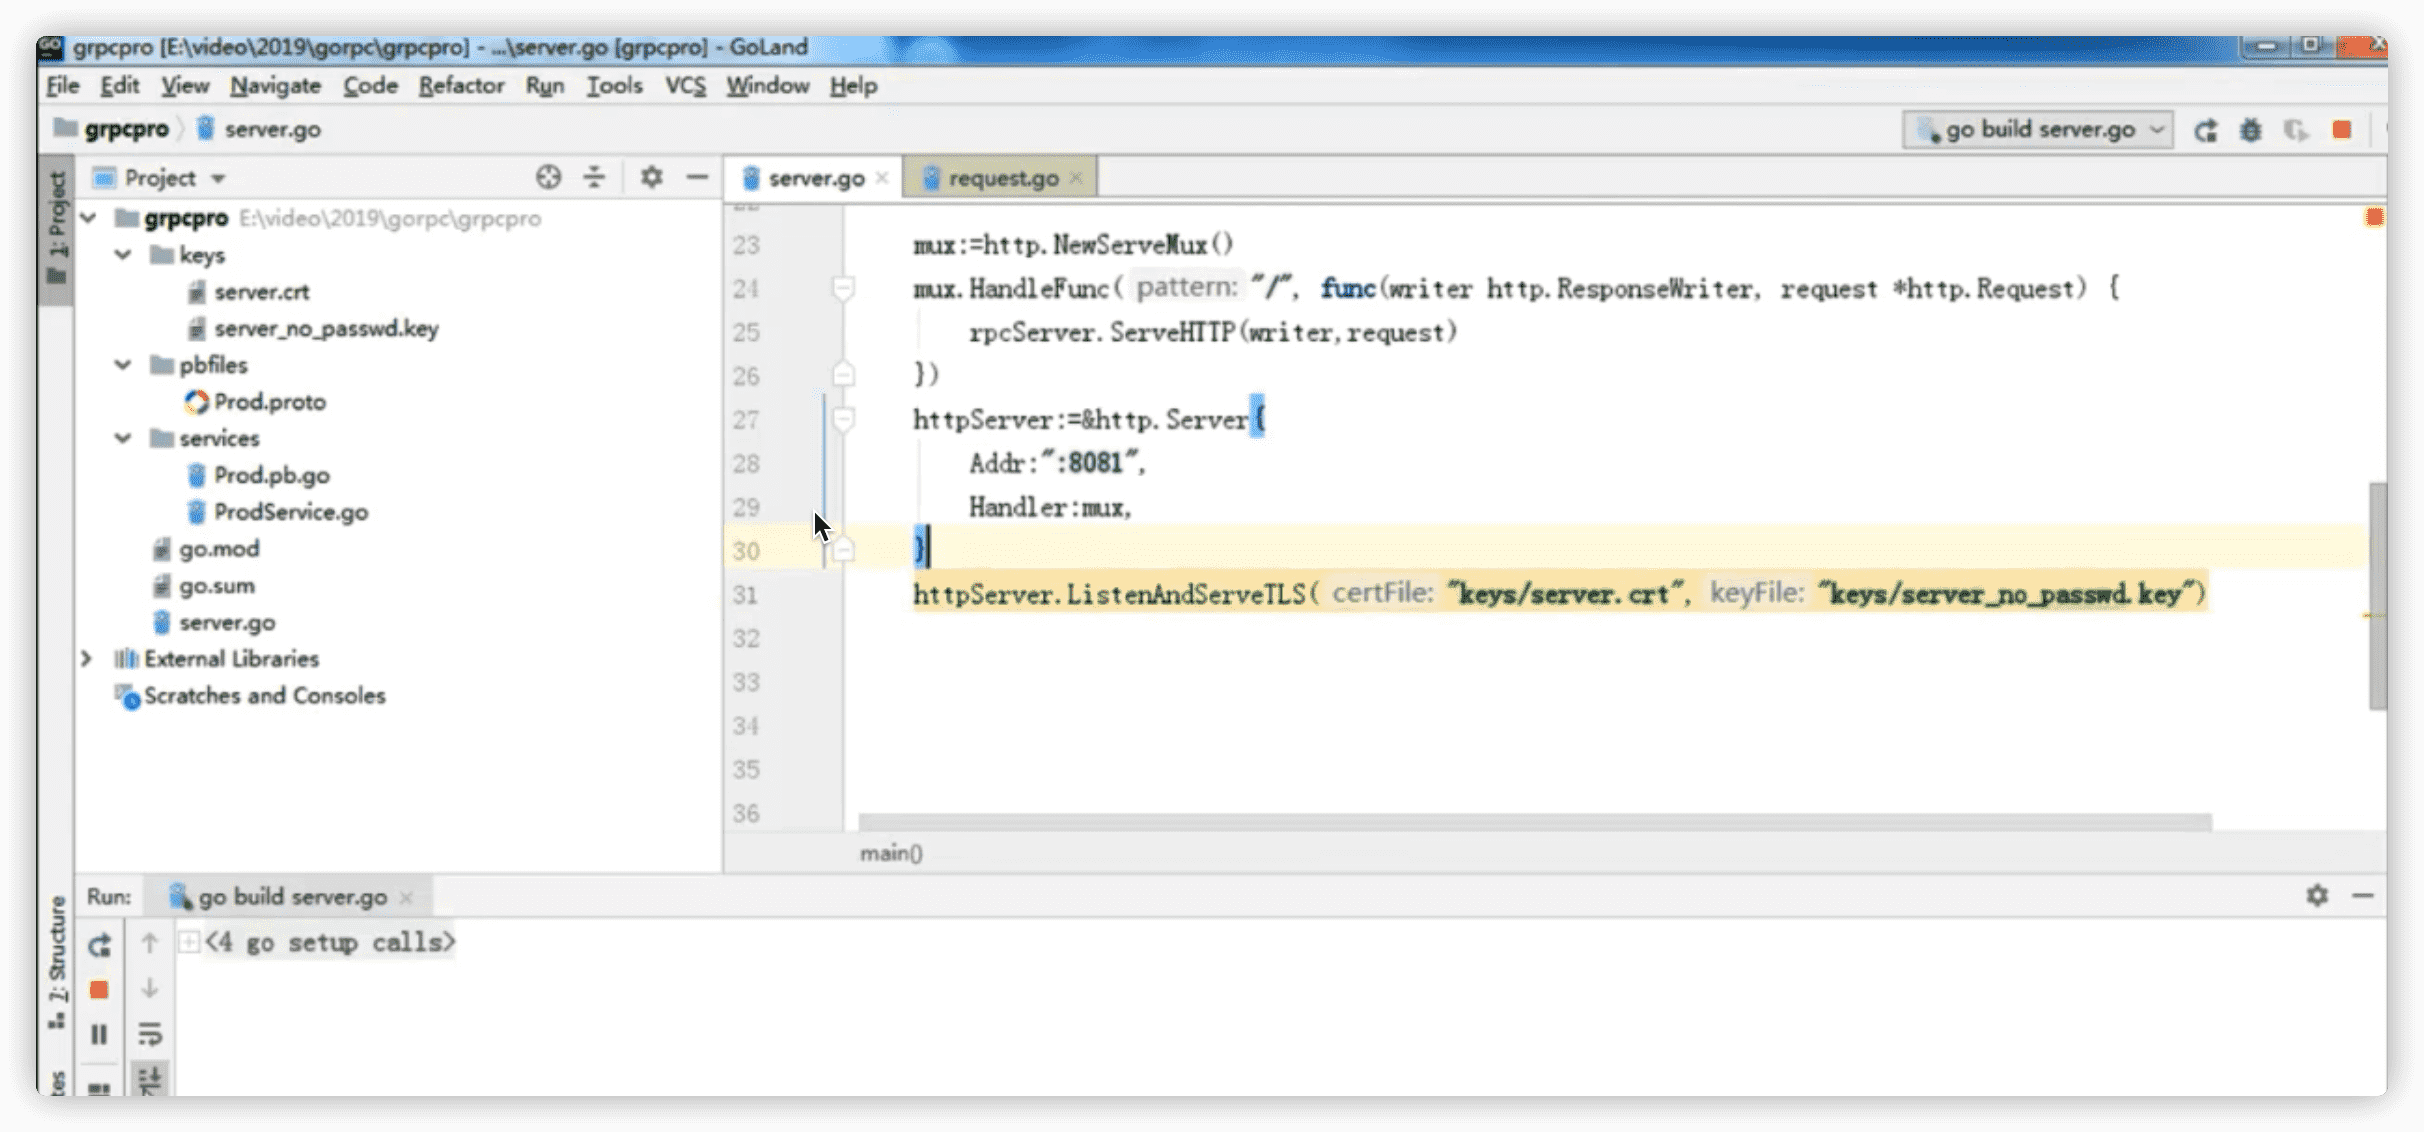 grpcpro [E:\video\2019\gorpc\grpcpro] - ...\server.go [grpcpro] - GoLand
File Edit View Navigate Code Refactor Run Tools VCS Window Help
grpcpro server.go go build server.go
1: Project
Project
server.go request.go
grpcpro E:\video\2019\gorpc\grpcpro
keys
server.crt
server_no_passwd.key
pbfiles
Prod.proto
services
Prod.pb.go
ProdService.go
go.mod
go.sum
server.go
External Libraries
Scratches and Consoles
23 mux:=http.NewServeMux()
24 mux.HandleFunc( pattern: "/", func(writer http.ResponseWriter, request *http.Request) {
25 rpcServer.ServeHTTP(writer,request)
26 })
27 httpServer:=&http.Server{
28 Addr:":8081",
29 Handler:mux,
30 }
31 httpServer.ListenAndServeTLS( certFile: "keys/server.crt", keyFile: "keys/server_no_passwd.key")
32
33
34
35
36
main()
Run: go build server.go
7: Structure
<4 go setup calls>